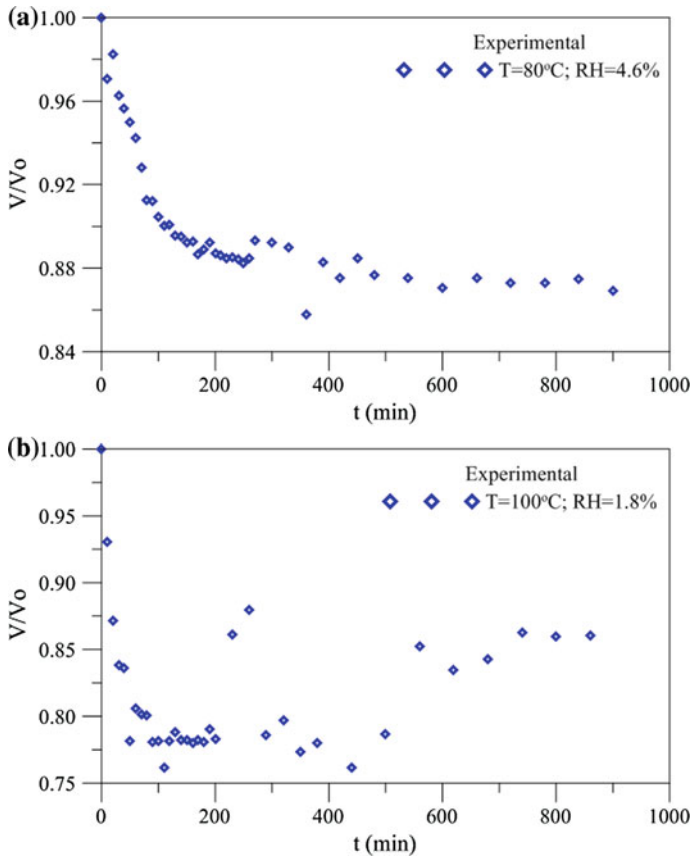 (a)
1.00
0.96
0.92
0.88
0.84
V/Vo
Experimental
T=80°C; RH=4.6%
0 200 400 600 800 1000
t (min)
(b)
1.00
0.95
0.90
0.85
0.80
0.75
V/Vo
Experimental
T=100°C; RH=1.8%
0 200 400 600 800 1000
t (min)